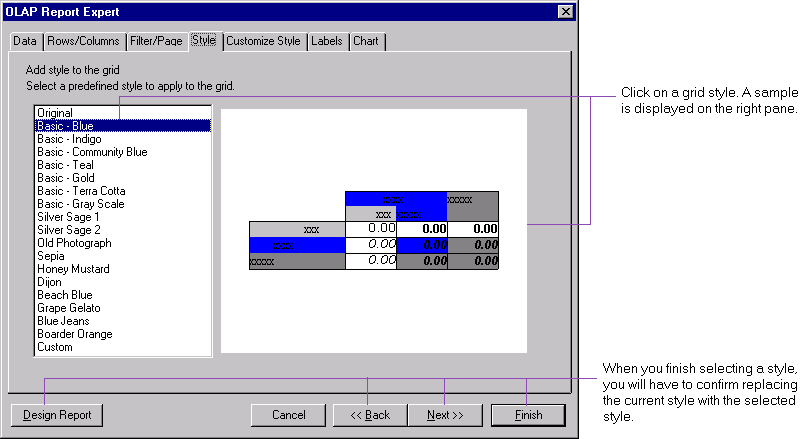 OLAP Report Expert
Data Rows/Columns Filter/Page Style Customize Style Labels Chart
Add style to the grid
Select a predefined style to apply to the grid.
Original
Basic - Blue
Basic - Indigo
Basic - Community Blue
Basic - Teal
Basic - Gold
Basic - Terra Cotta
Basic - Gray Scale
Silver Sage 1
Silver Sage 2
Old Photograph
Sepia
Honey Mustard
Dijon
Beach Blue
Grape Gelato
Blue Jeans
Boarder Orange
Custom
xxxx xxxxx
xxx xxxxx
xxx 0.00 0.00 0.00
xxxx 0.00 0.00 0.00
xxxxx 0.00 0.00 0.00
Design Report Cancel << Back Next >> Finish
Click on a grid style. A sample
is displayed on the right pane.
When you finish selecting a style,
you will have to confirm replacing
the current style with the selected
style.